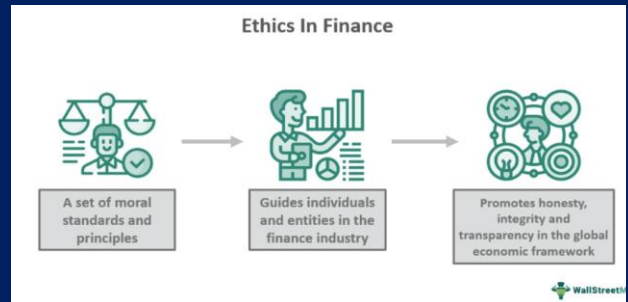 Ethics In Finance
A set of moral
standards and
principles
Guides individuals
and entities in the
finance industry
Promotes honesty,
integrity and
transparency in the global
economic framework
WallStreetM